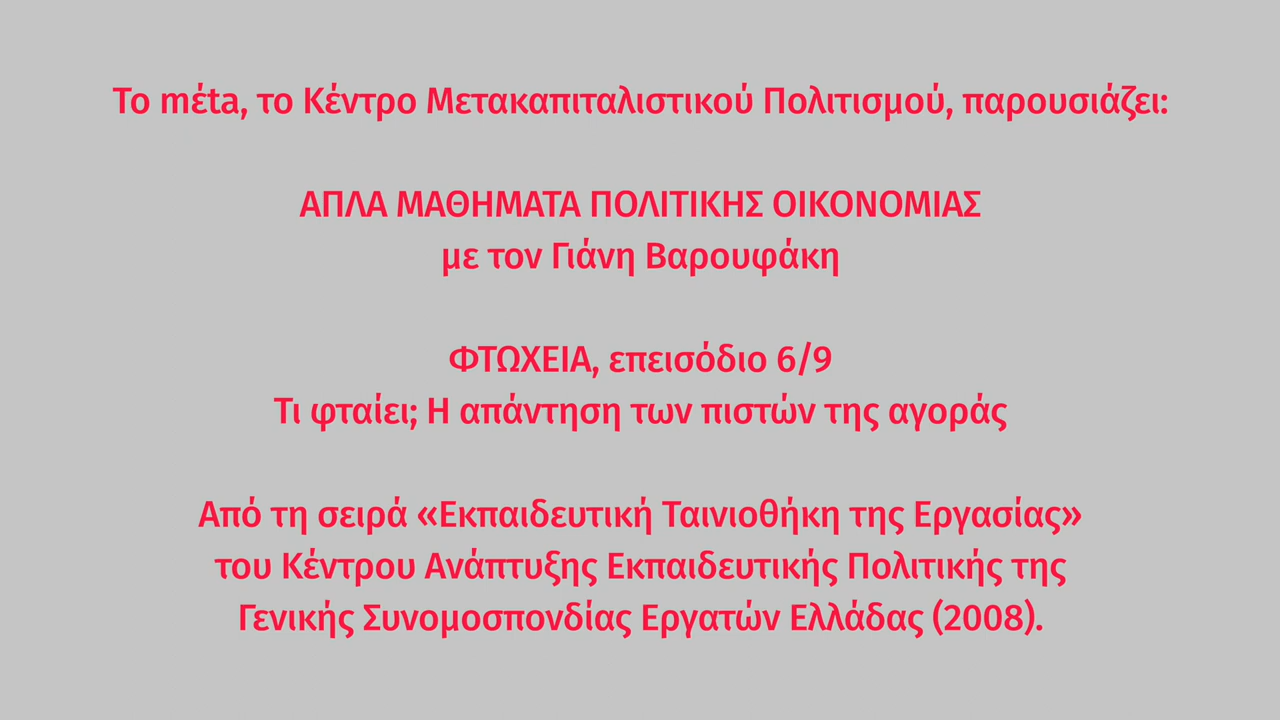 Το mέta, το Κέντρο Μετακαπιταλιστικού Πολιτισμού, παρουσιάζει:
ΑΠΛΑ ΜΑΘΗΜΑΤΑ ΠΟΛΙΤΙΚΗΣ ΟΙΚΟΝΟΜΙΑΣ
με τον Γιάνη Βαρουφάκη
ΦΤΩΧΕΙΑ, επεισόδιο 6/9
Τι φταίει; Η απάντηση των πιστών της αγοράς
Από τη σειρά «Εκπαιδευτική Ταινιοθήκη της Εργασίας»
του Κέντρου Ανάπτυξης Εκπαιδευτικής Πολιτικής της
Γενικής Συνομοσπονδίας Εργατών Ελλάδας (2008).